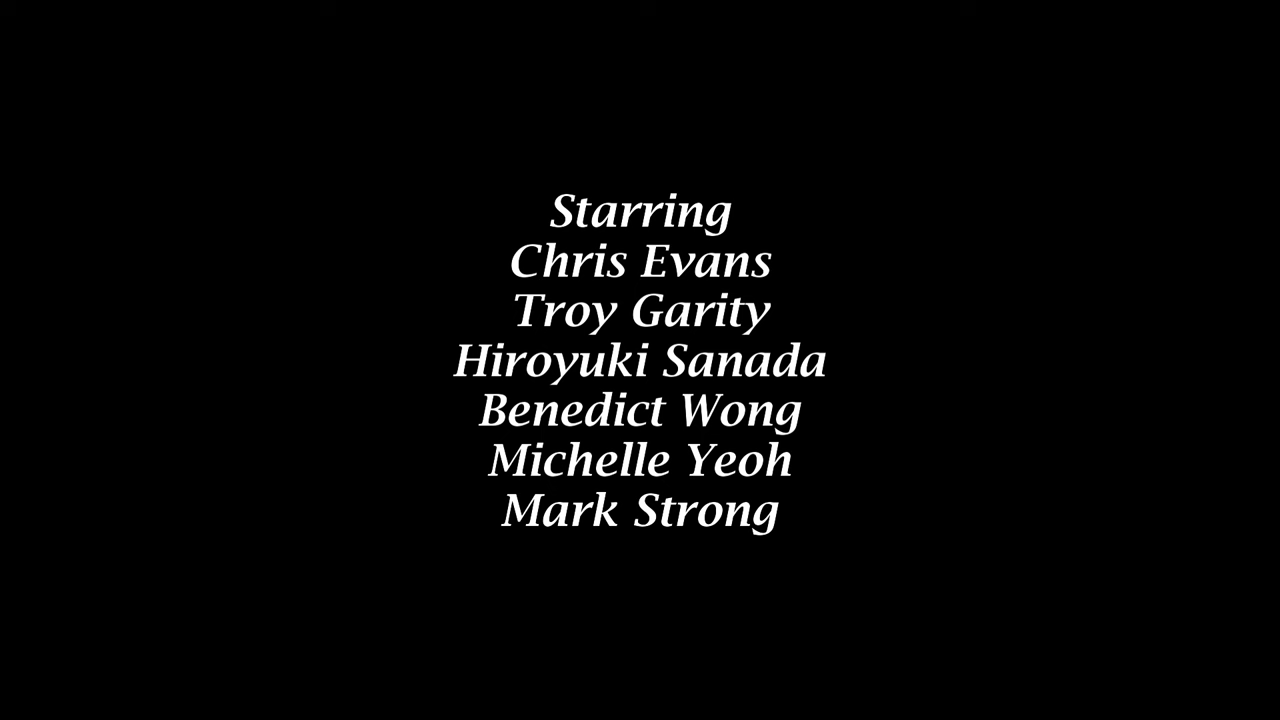 Starring
Chris Evans
Troy Garity
Hiroyuki Sanada
Benedict Wong
Michelle Yeoh
Mark Strong